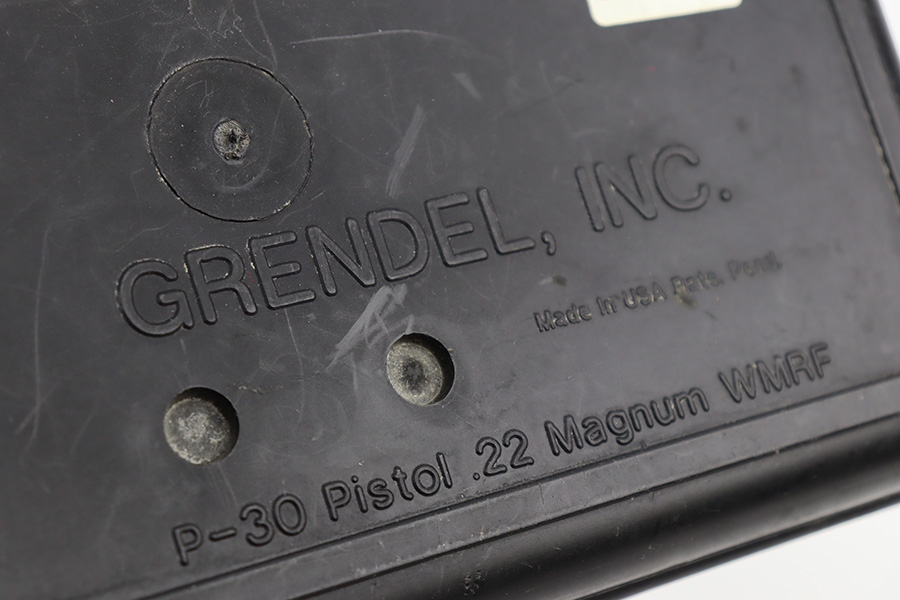 GRENDEL, INC.
Made In USA Pats. Pend.
P-30 Pistol .22 Magnum WMRF